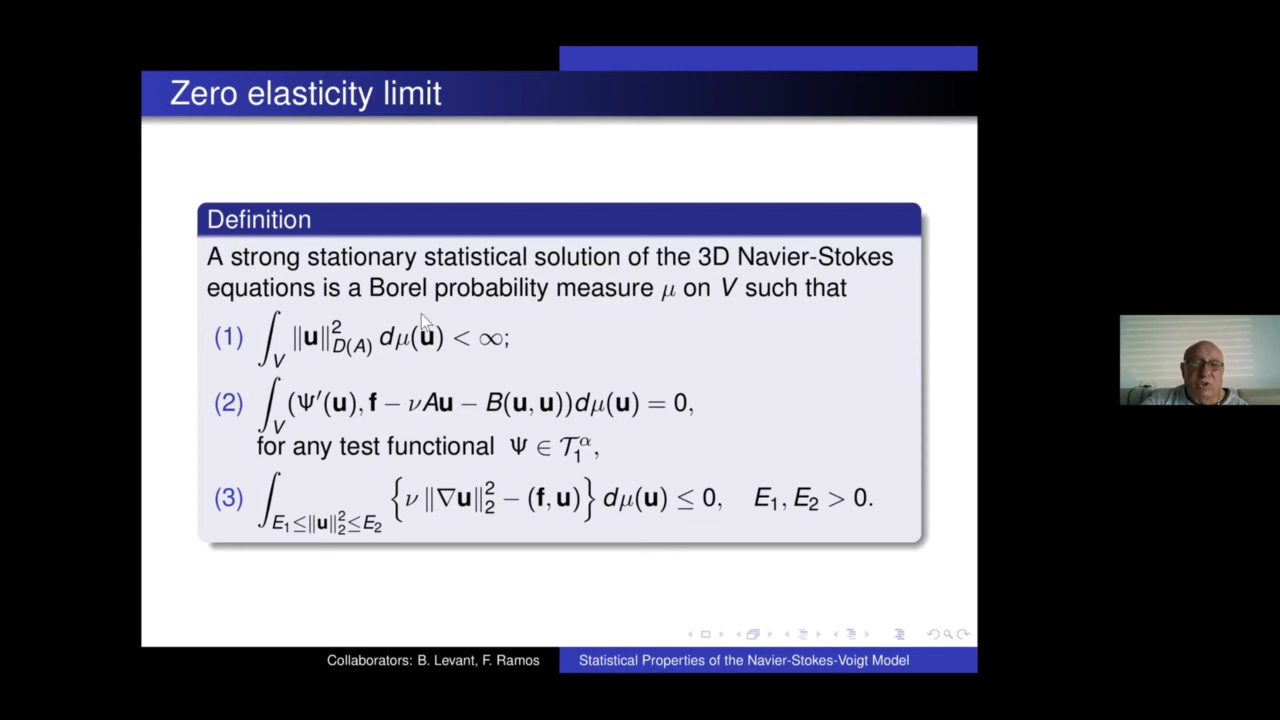 Zero elasticity limit
Definition
A strong stationary statistical solution of the 3D Navier-Stokes
equations is a Borel probability measure μ on V such that
(1) ∫_V ‖u‖²_{D(A)} dμ(u) < ∞;
(2) ∫_V (Ψ′(u), f − νAu − B(u, u))dμ(u) = 0,
for any test functional Ψ ∈ 𝒯₁^α,
(3) ∫_{E₁≤‖u‖₂²≤E₂} {ν ‖∇u‖₂² − (f, u)} dμ(u) ≤ 0, E₁, E₂ > 0.
Collaborators: B. Levant, F. Ramos
Statistical Properties of the Navier-Stokes-Voigt Model